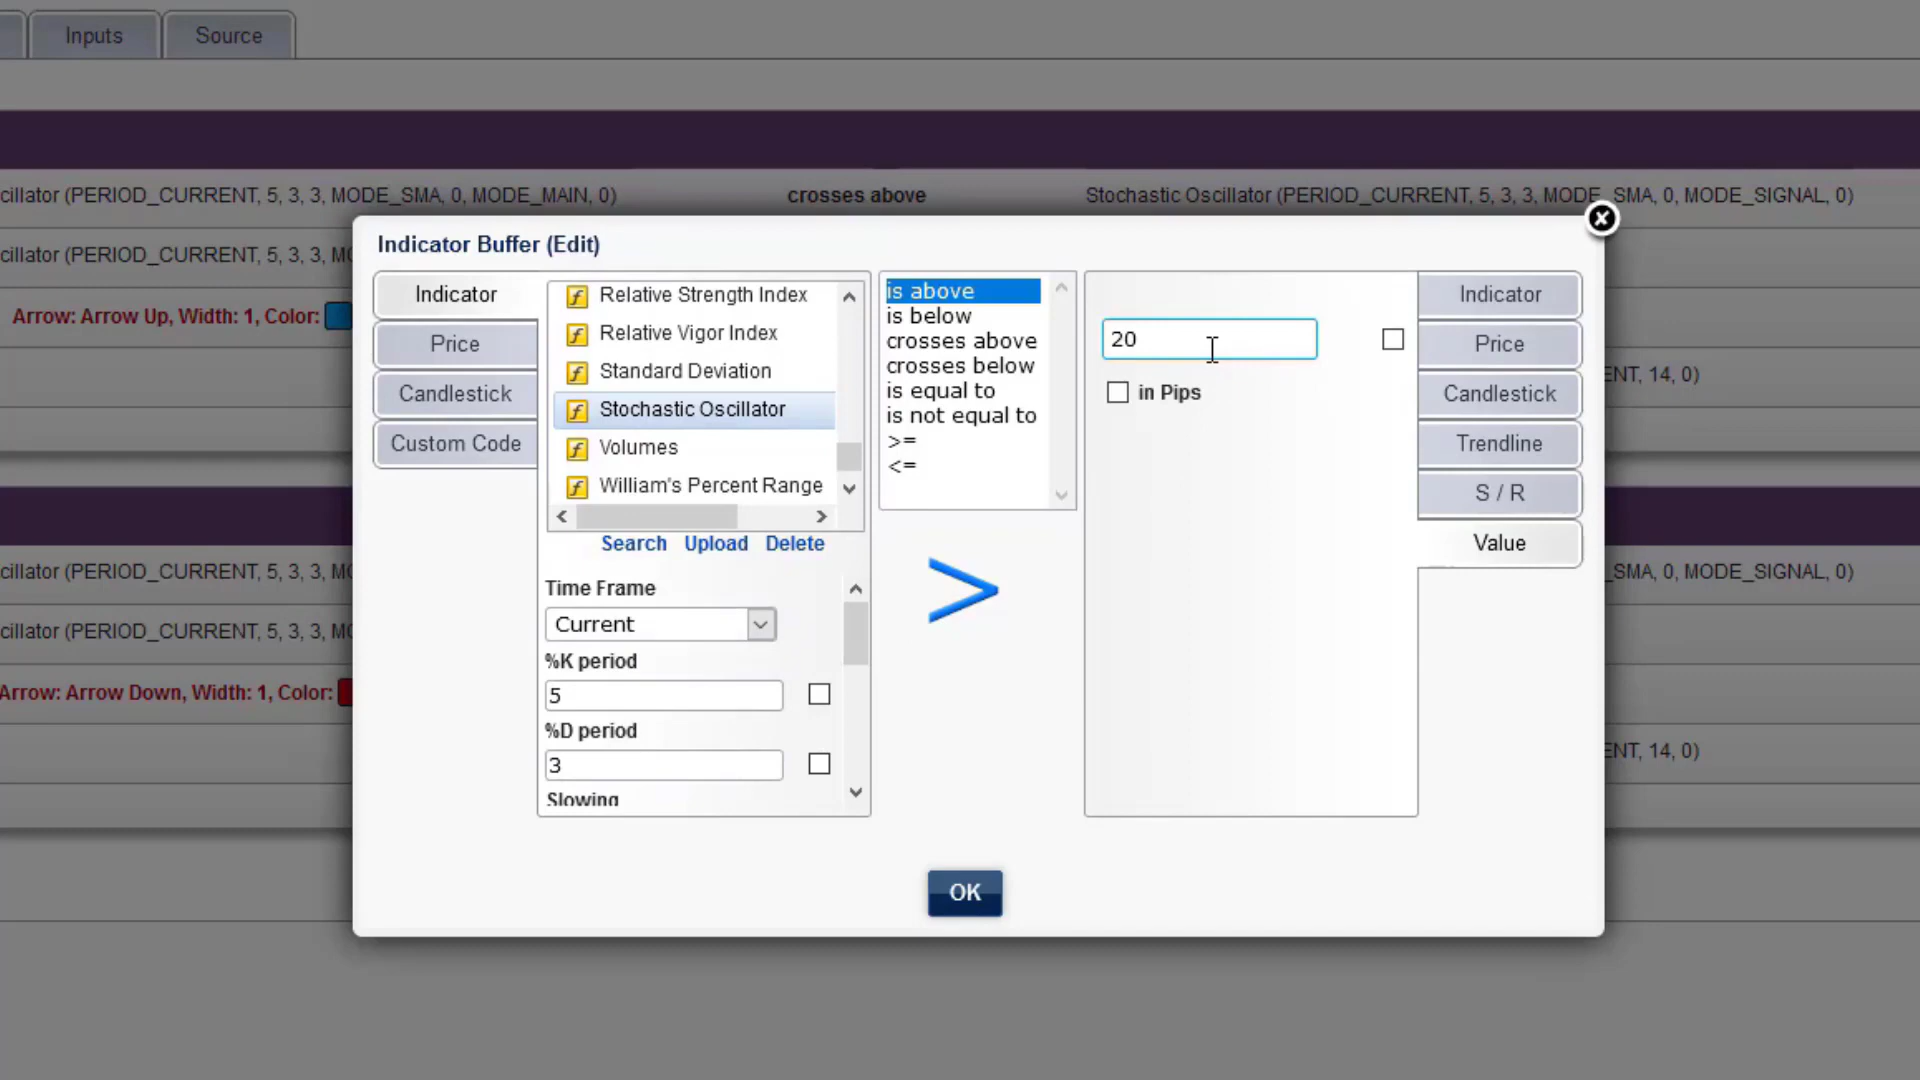 Inputs
Source
cillator (PERIOD_CURRENT, 5, 3, 3, MODE_SMA, 0, MODE_MAIN, 0)
crosses above
Stochastic Oscillator (PERIOD_CURRENT, 5, 3, 3, MODE_SMA, 0, MODE_SIGNAL, 0)
cillator (PERIOD_CURRENT, 5, 3, 3, MO
Arrow: Arrow Up, Width: 1, Color:
ENT, 14, 0)
cillator (PERIOD_CURRENT, 5, 3, 3, MO
_SMA, 0, MODE_SIGNAL, 0)
cillator (PERIOD_CURRENT, 5, 3, 3, MO
Arrow: Arrow Down, Width: 1, Color:
ENT, 14, 0)
Indicator Buffer (Edit)
Indicator
Price
Candlestick
Custom Code
Relative Strength Index
Relative Vigor Index
Standard Deviation
Stochastic Oscillator
Volumes
William's Percent Range
Search Upload Delete
Time Frame
Current
%K period
5
%D period
3
Slowing
is above
is below
crosses above
crosses below
is equal to
is not equal to
>=
<=
>
20
in Pips
Indicator
Price
Candlestick
Trendline
S / R
Value
OK